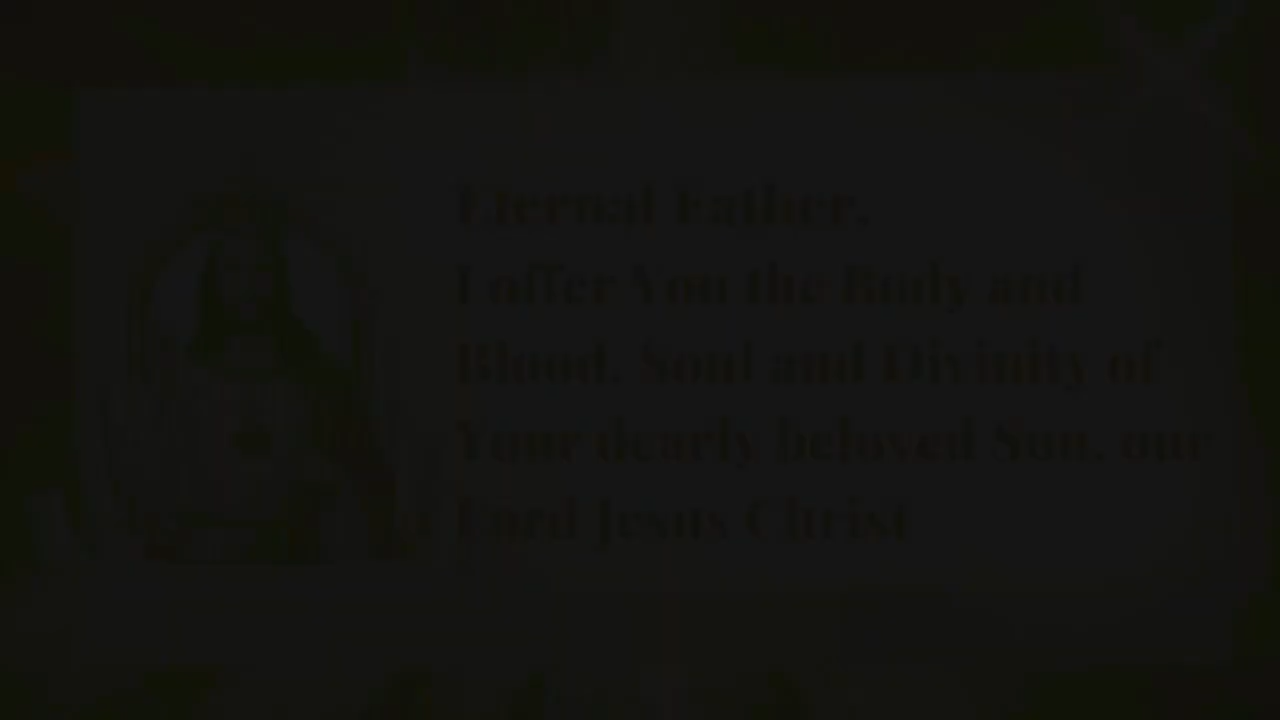 Eternal Father,
I offer You the Body and
Blood, Soul and Divinity of
Your dearly beloved Son, our
Lord Jesus Christ